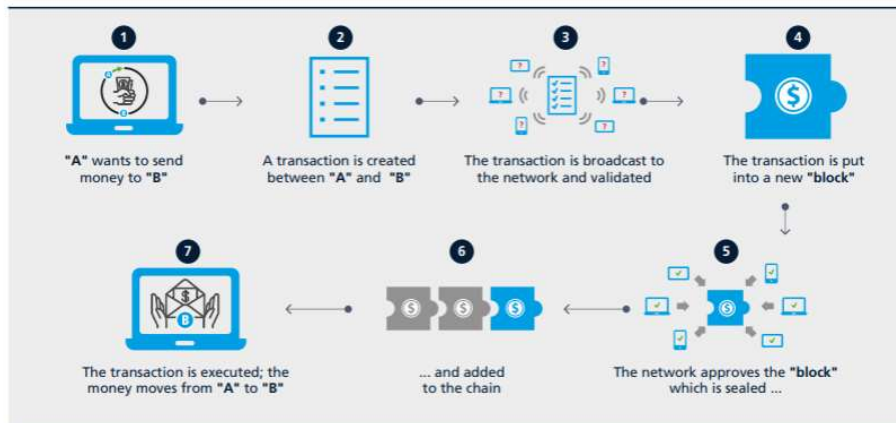 1
2
3
4
"A" wants to send
money to "B"
A transaction is created
between "A" and "B"
The transaction is broadcast to
the network and validated
The transaction is put
into a new "block"
7
6
5
B
The transaction is executed; the
money moves from "A" to "B"
... and added
to the chain
The network approves the "block"
which is sealed ...